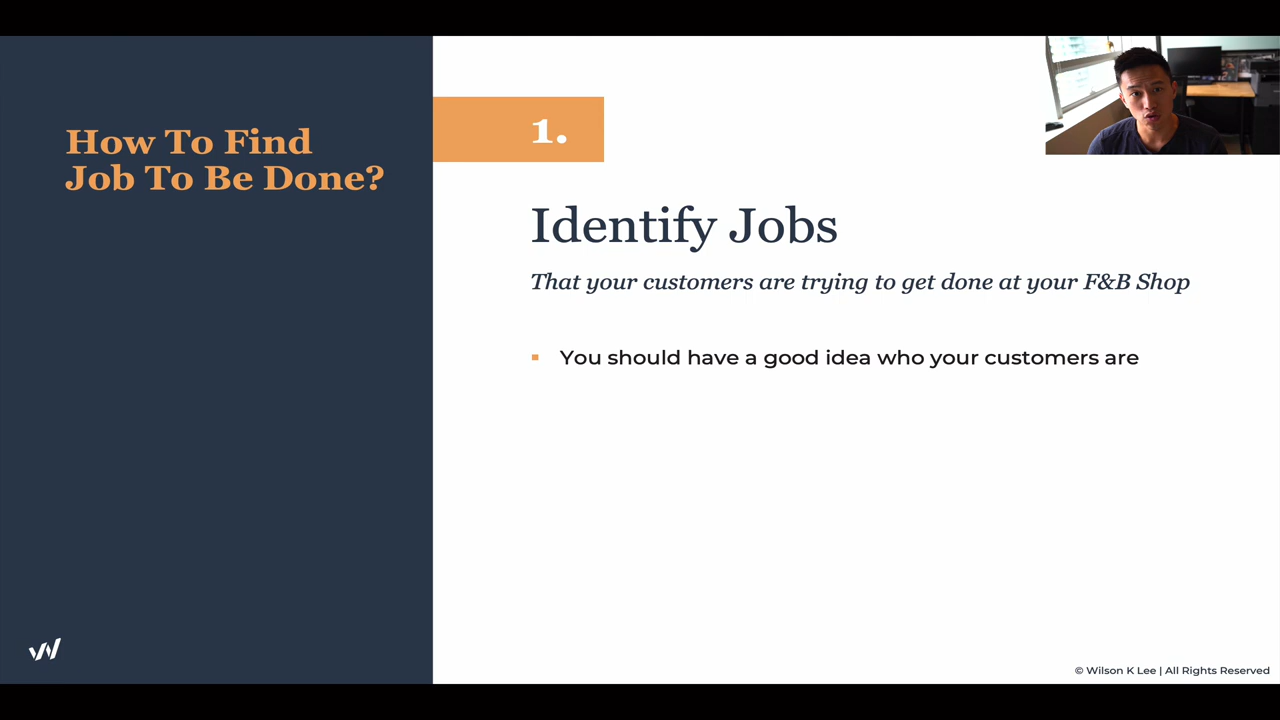 How To Find
Job To Be Done?
1.
Identify Jobs
That your customers are trying to get done at your F&B Shop
You should have a good idea who your customers are
© Wilson K Lee | All Rights Reserved